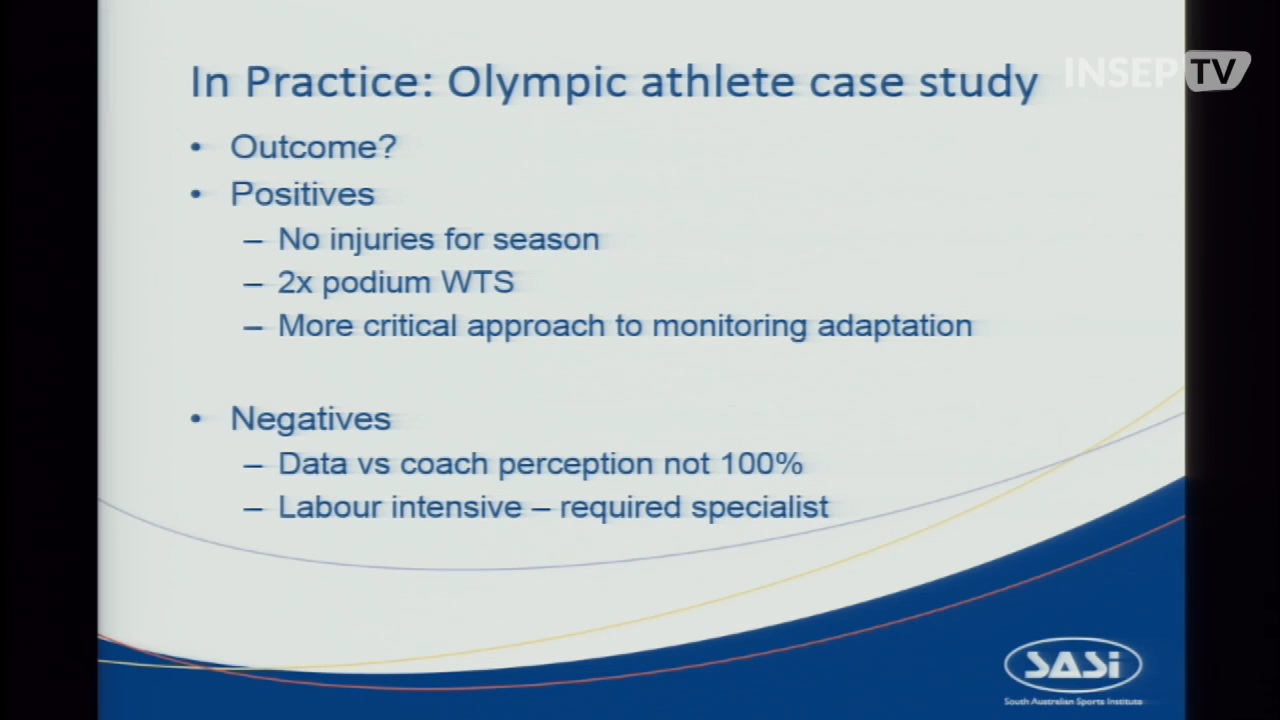 In Practice: Olympic athlete case study
INSEP TV
• Outcome?
• Positives
– No injuries for season
– 2x podium WTS
– More critical approach to monitoring adaptation
• Negatives
– Data vs coach perception not 100%
– Labour intensive – required specialist
SASi
South Australian Sports Institute